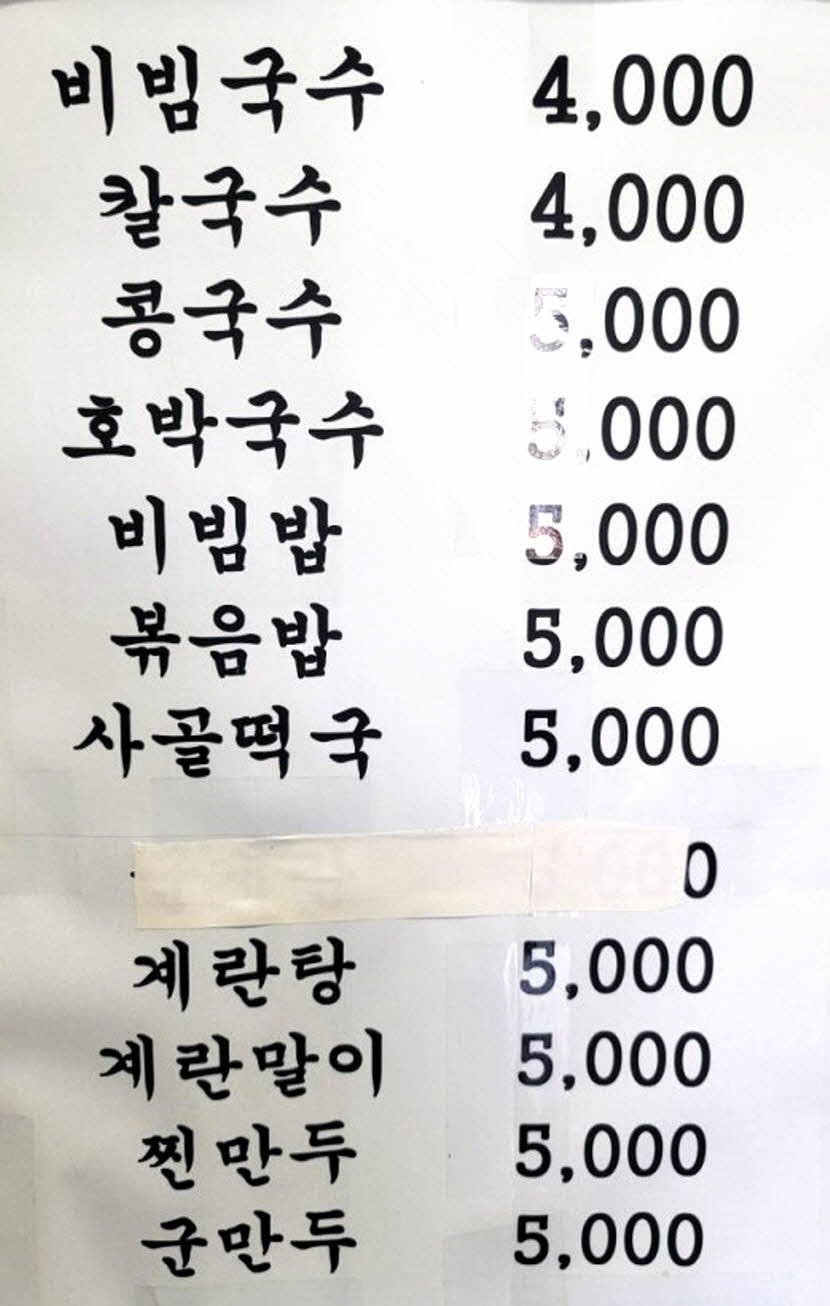 비빔국수 4,000
칼국수 4,000
콩국수 5,000
호박국수 5,000
비빔밥 5,000
볶음밥 5,000
사골떡국 5,000
계란탕 5,000
계란말이 5,000
찐만두 5,000
군만두 5,000